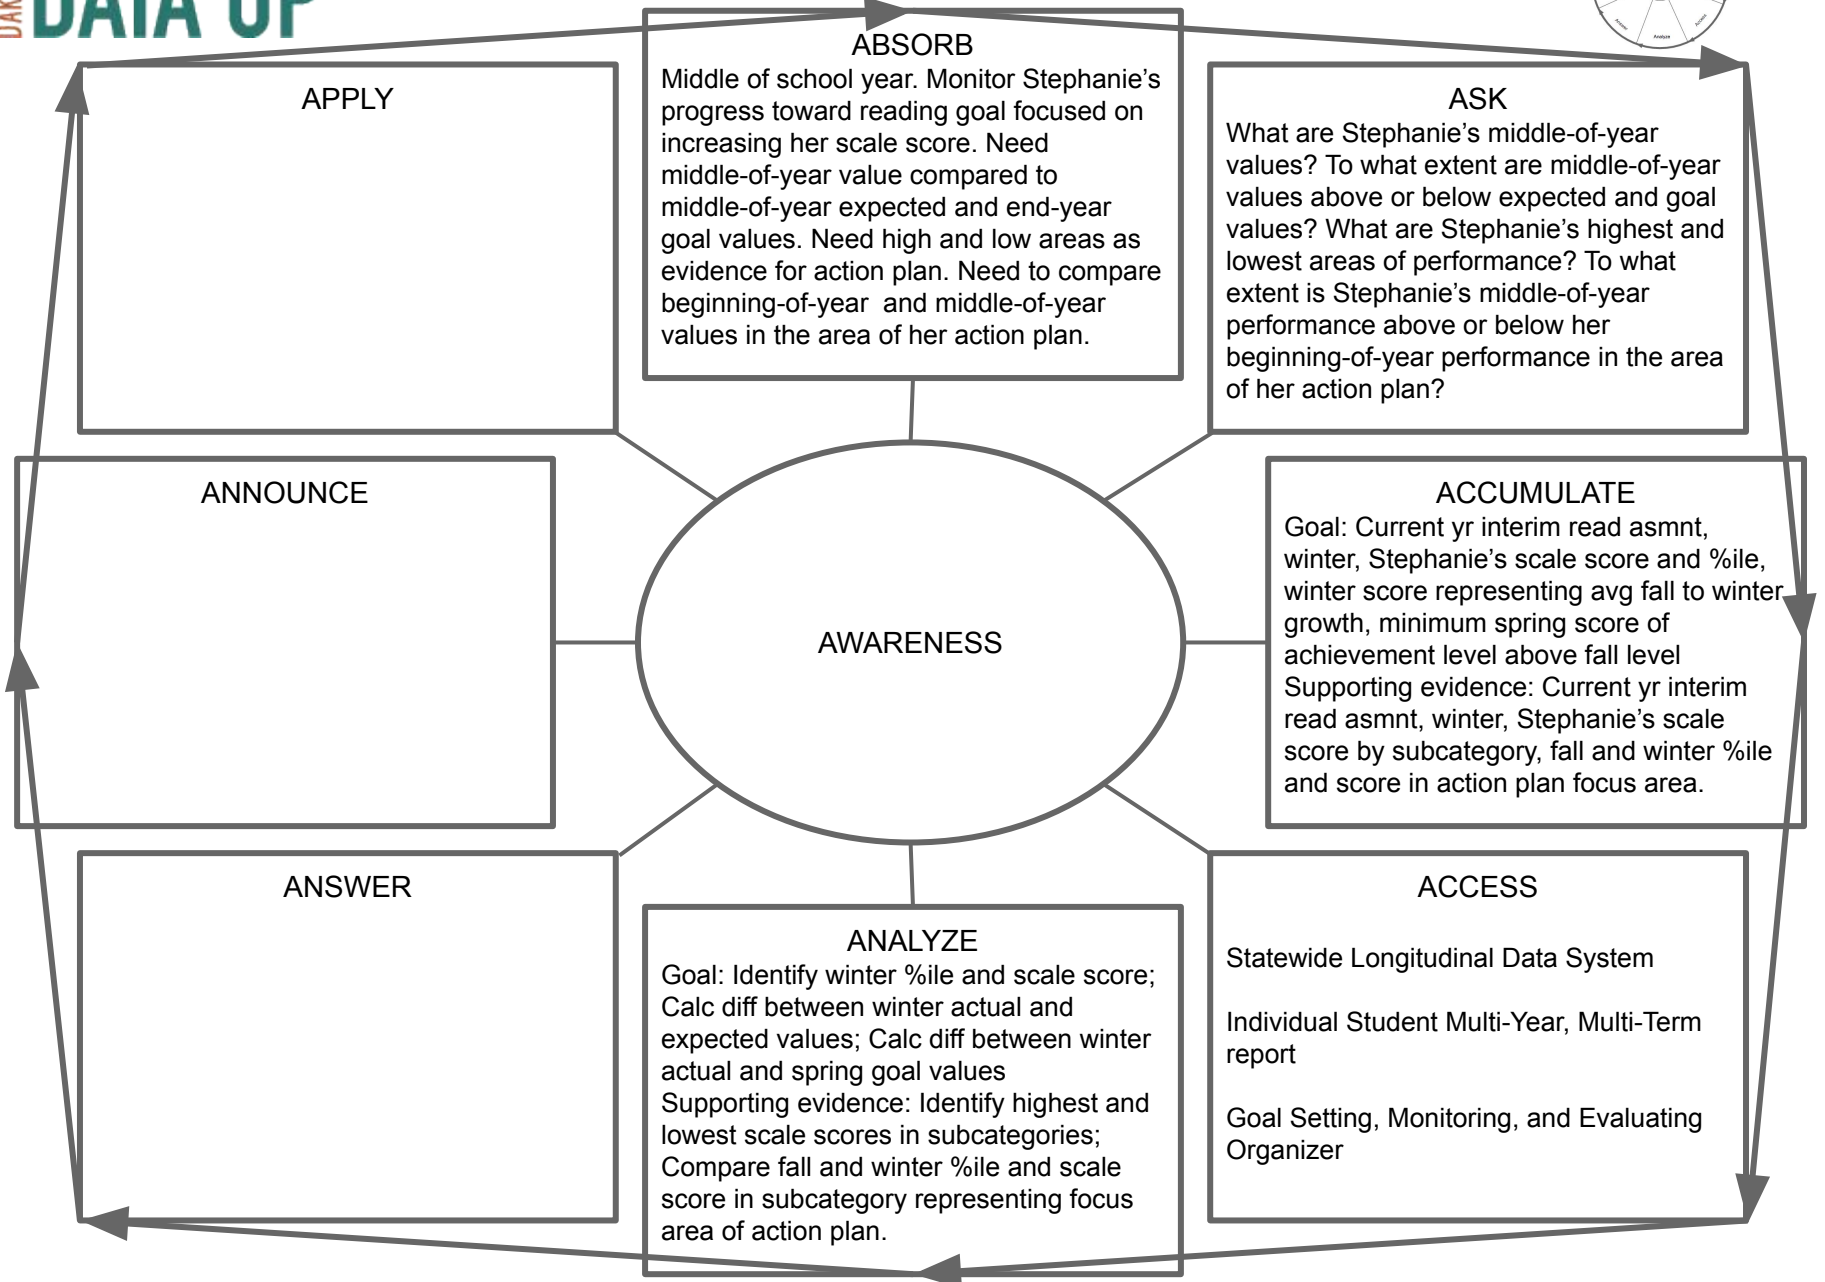 DATA UP
ABSORB
Middle of school year. Monitor Stephanie's
progress toward reading goal focused on
increasing her scale score. Need
middle-of-year value compared to
middle-of-year expected and end-year
goal values. Need high and low areas as
evidence for action plan. Need to compare
beginning-of-year  and middle-of-year
values in the area of her action plan.
ASK
What are Stephanie's middle-of-year
values? To what extent are middle-of-year
values above or below expected and goal
values? What are Stephanie's highest and
lowest areas of performance? To what
extent is Stephanie's middle-of-year
performance above or below her
beginning-of-year performance in the area
of her action plan?
ACCUMULATE
Goal: Current yr interim read asmnt,
winter, Stephanie's scale score and %ile,
winter score representing avg fall to winter
growth, minimum spring score of
achievement level above fall level
Supporting evidence: Current yr interim
read asmnt, winter, Stephanie's scale
score by subcategory, fall and winter %ile
and score in action plan focus area.
ACCESS
Statewide Longitudinal Data System
Individual Student Multi-Year, Multi-Term
report
Goal Setting, Monitoring, and Evaluating
Organizer
ANALYZE
Goal: Identify winter %ile and scale score;
Calc diff between winter actual and
expected values; Calc diff between winter
actual and spring goal values
Supporting evidence: Identify highest and
lowest scale scores in subcategories;
Compare fall and winter %ile and scale
score in subcategory representing focus
area of action plan.
ANSWER
ANNOUNCE
APPLY
AWARENESS
Answer
Analyze
Access